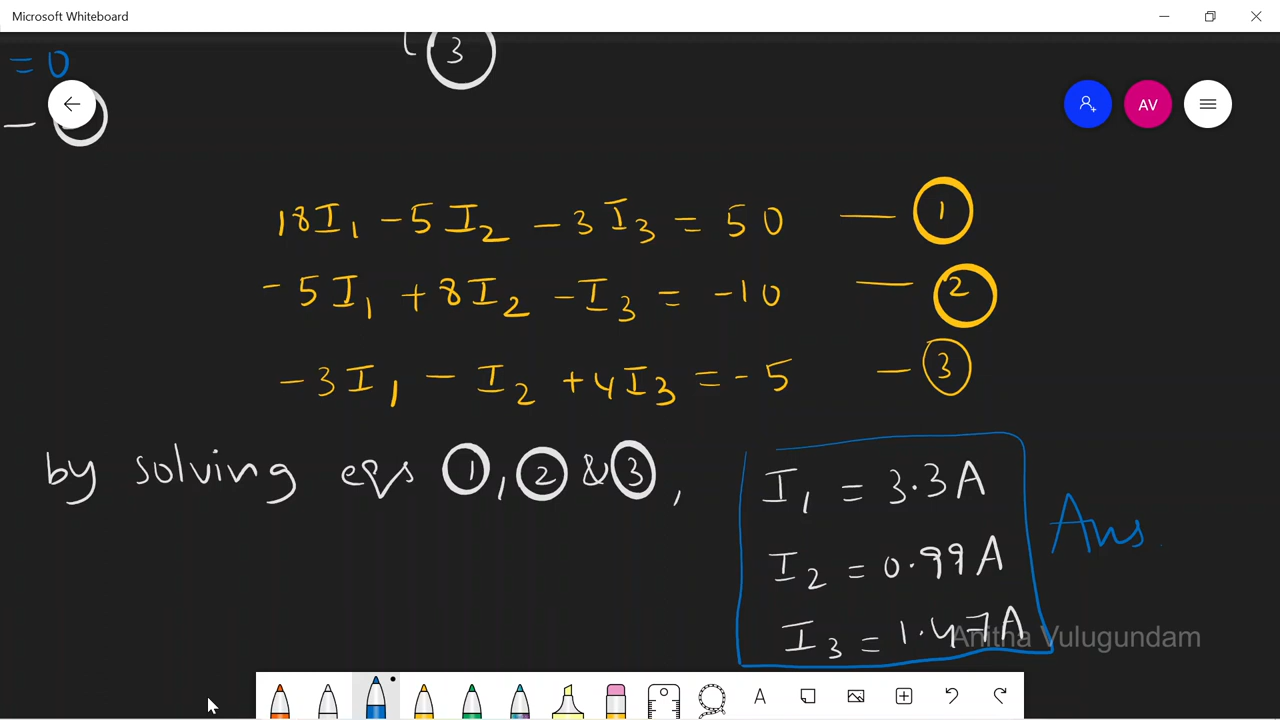 Microsoft Whiteboard
= 0
3
AV
18I₁ - 5I₂ - 3I₃ = 50 — 1
-5I₁ + 8I₂ - I₃ = -10 — 2
-3I₁ - I₂ + 4I₃ = -5 — 3
by solving eqs 1, 2 & 3,
I₁ = 3.3A
I₂ = 0.99A
I₃ = 1.47A
Ans
Anitha Vulugundam
A